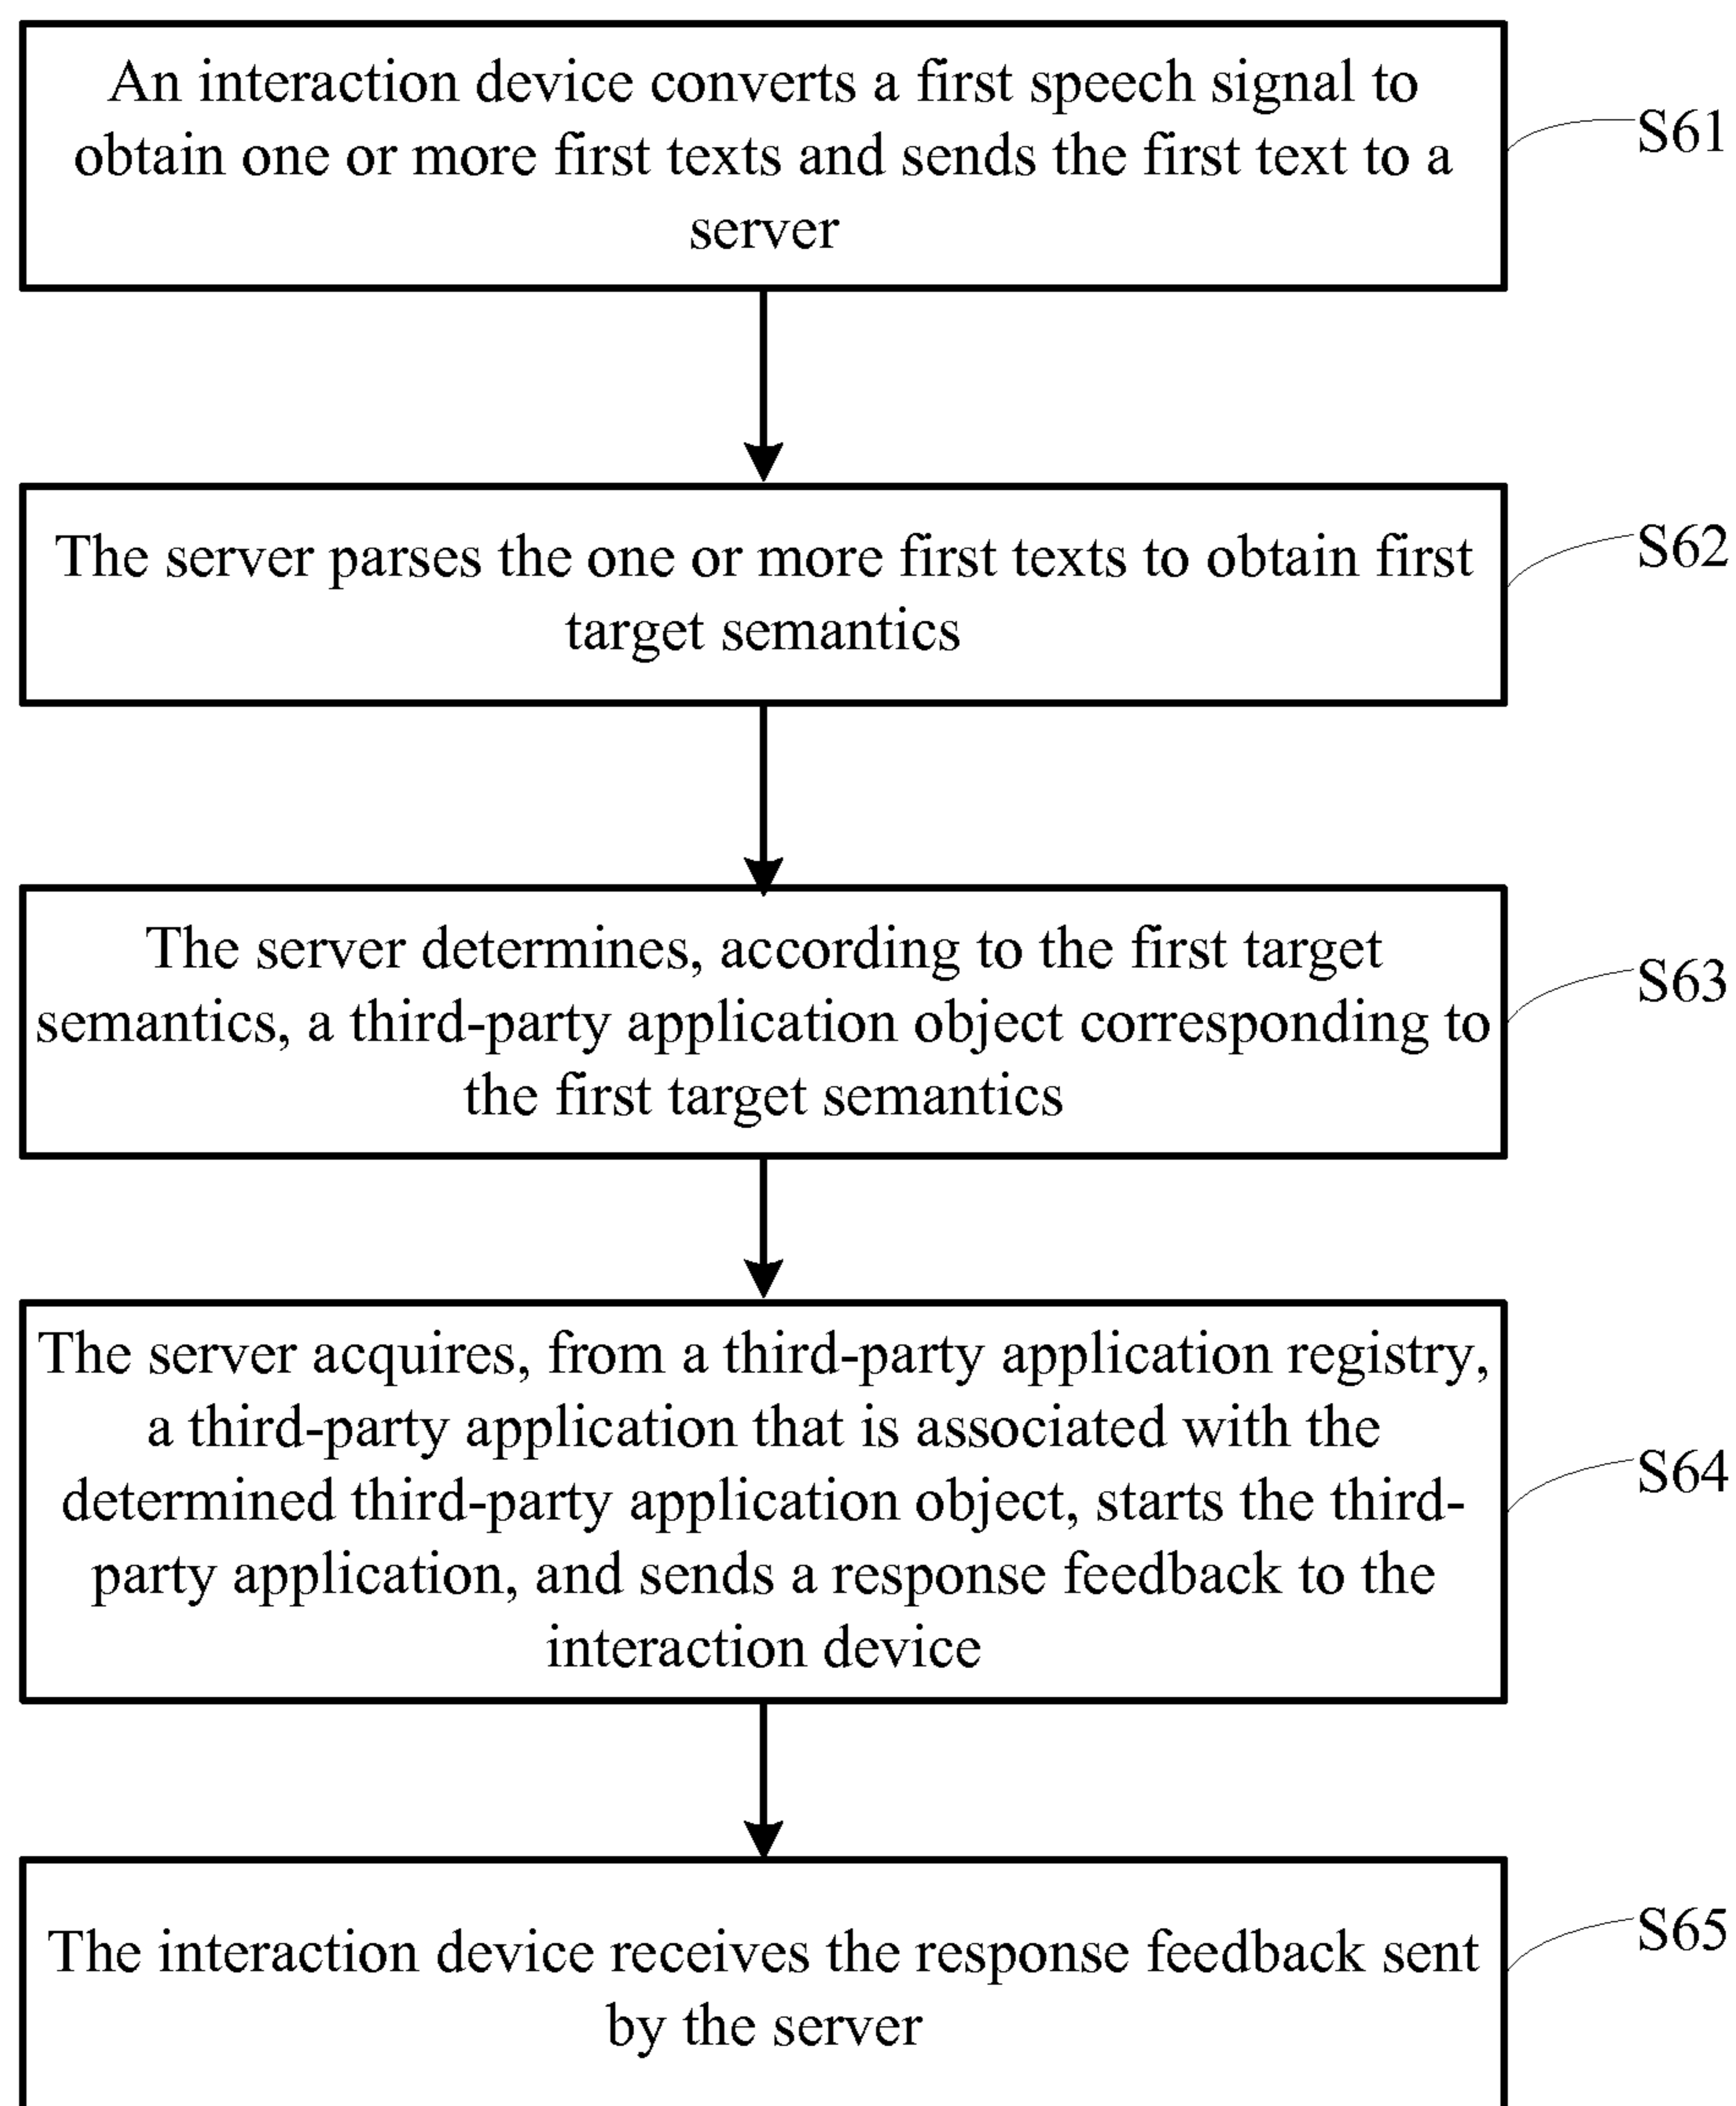 An interaction device converts a first speech signal to
obtain one or more first texts and sends the first text to a
server
S61
The server parses the one or more first texts to obtain first
target semantics
S62
The server determines, according to the first target
semantics, a third-party application object corresponding to
the first target semantics
S63
The server acquires, from a third-party application registry,
a third-party application that is associated with the
determined third-party application object, starts the third-
party application, and sends a response feedback to the
interaction device
S64
The interaction device receives the response feedback sent
by the server
S65